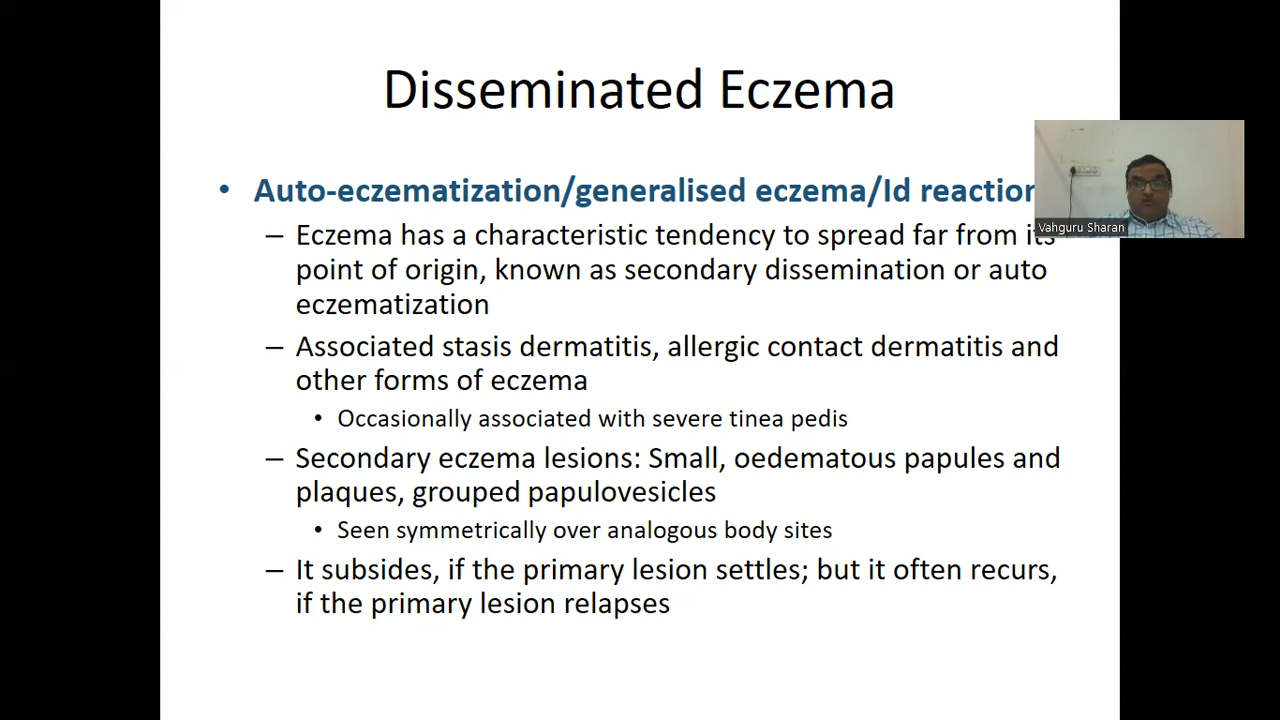 Disseminated Eczema
• Auto-eczematization/generalised eczema/Id reaction
– Eczema has a characteristic tendency to spread far from its
point of origin, known as secondary dissemination or auto
eczematization
– Associated stasis dermatitis, allergic contact dermatitis and
other forms of eczema
• Occasionally associated with severe tinea pedis
– Secondary eczema lesions: Small, oedematous papules and
plaques, grouped papulovesicles
• Seen symmetrically over analogous body sites
– It subsides, if the primary lesion settles; but it often recurs,
if the primary lesion relapses
Vahguru Sharan